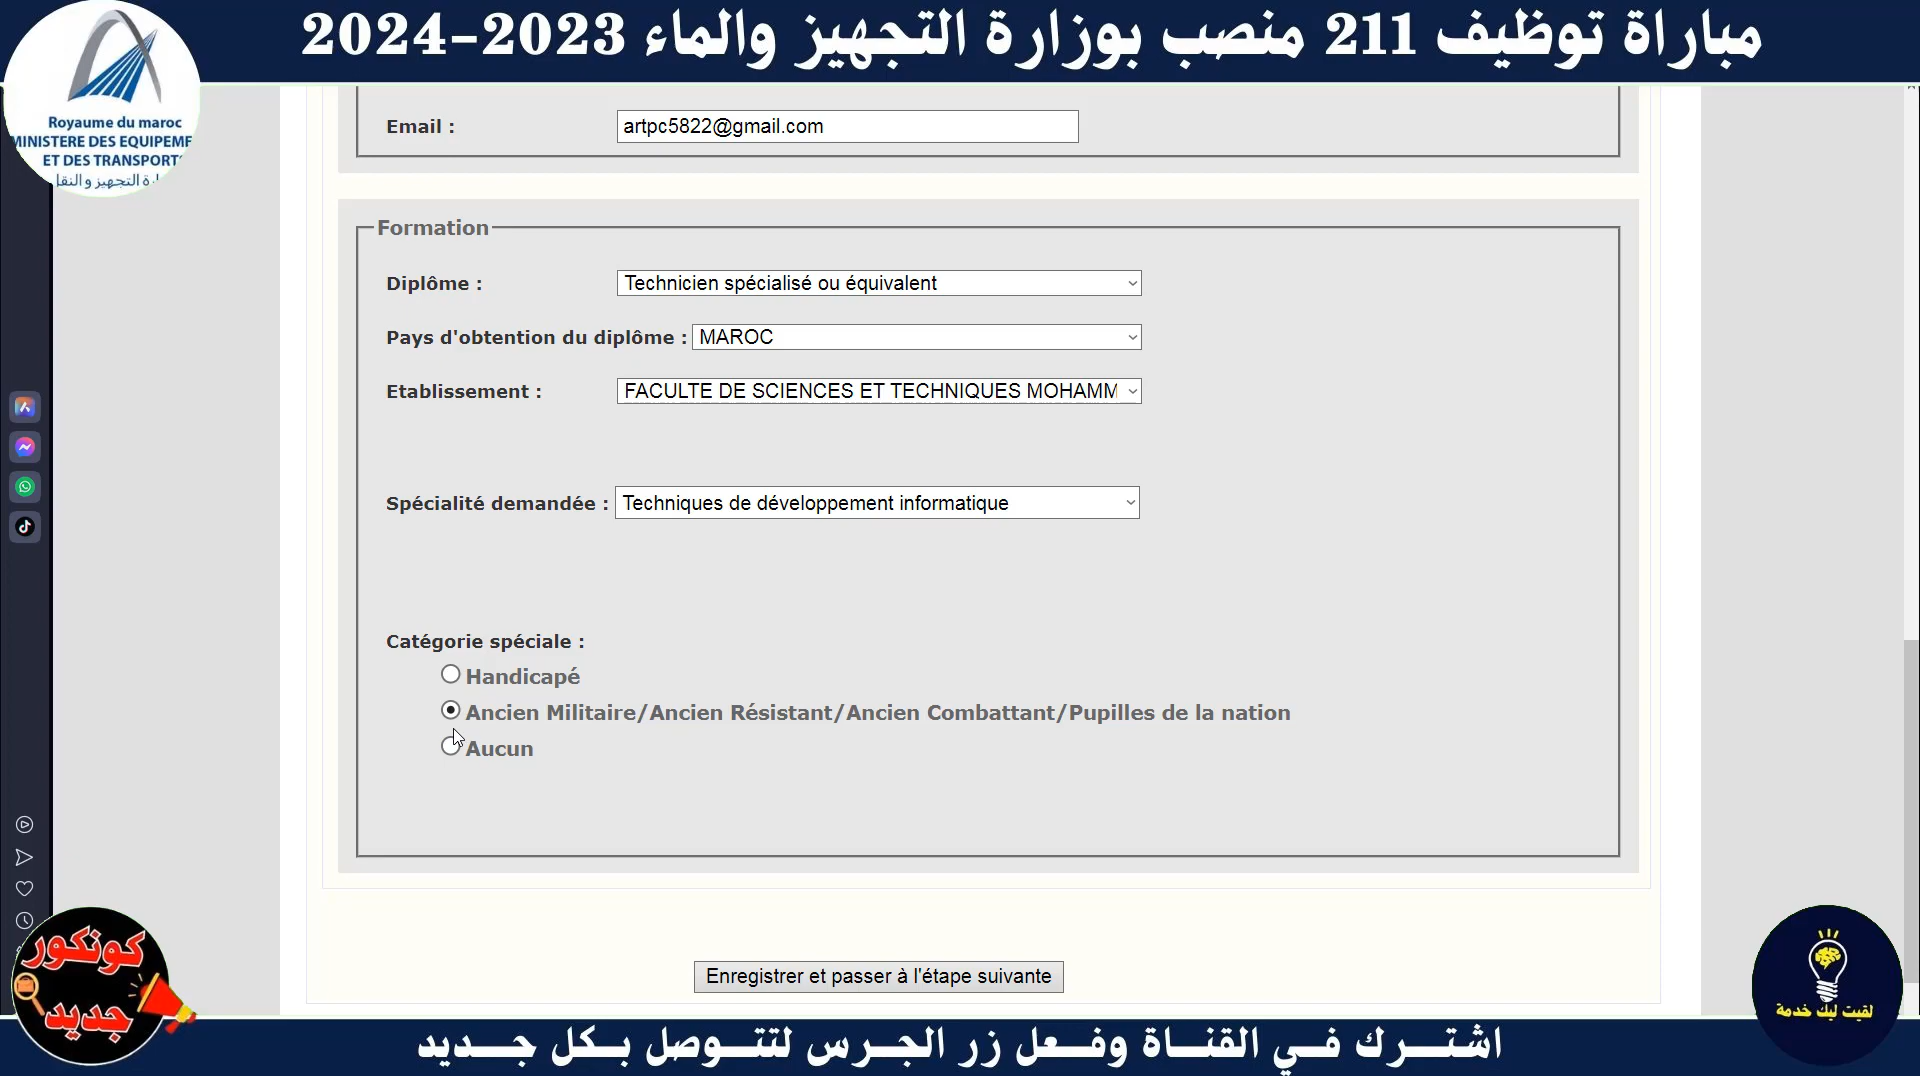 مباراة توظيف 211 منصب بوزارة التجهيز والماء 2023-2024
Royaume du maroc
MINISTERE DES EQUIPEME
ET DES TRANSPORT
رة التجهيز و النقل
Email :
artpc5822@gmail.com
Formation
Diplôme :
Technicien spécialisé ou équivalent
Pays d'obtention du diplôme :
MAROC
Etablissement :
FACULTE DE SCIENCES ET TECHNIQUES MOHAMM
Spécialité demandée :
Techniques de développement informatique
Catégorie spéciale :
Handicapé
Ancien Militaire/Ancien Résistant/Ancien Combattant/Pupilles de la nation
Aucun
Enregistrer et passer à l'étape suivante
كونكور
جديد
لقيت ليك خدمة
اشترك في القناة وفعل زر الجرس لتتوصل بكل جديد